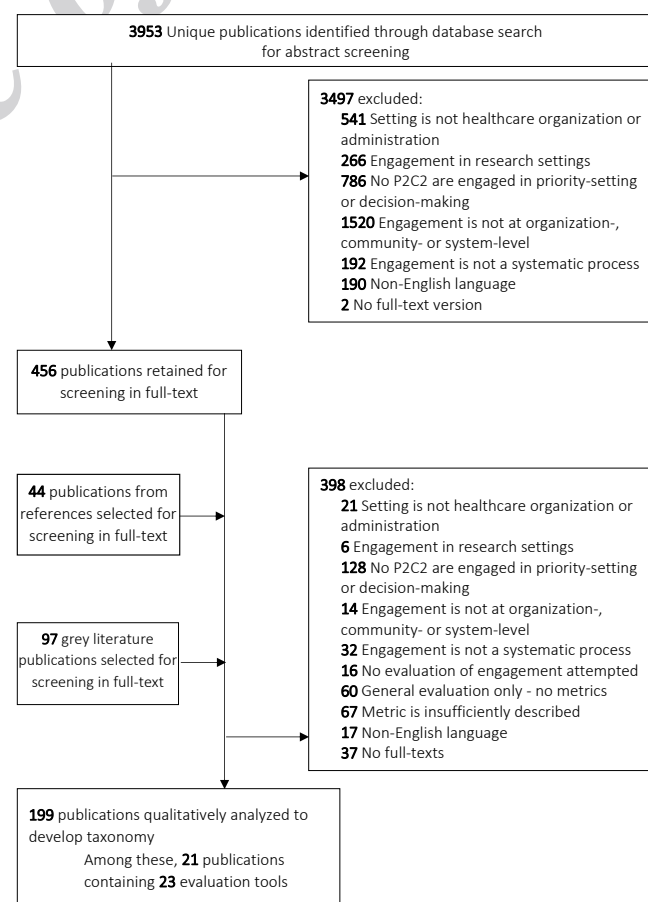 3953 Unique publications identified through database search
for abstract screening
3497 excluded:
541 Setting is not healthcare organization or
administration
266 Engagement in research settings
786 No P2C2 are engaged in priority-setting
or decision-making
1520 Engagement is not at organization-,
community- or system-level
192 Engagement is not a systematic process
190 Non-English language
2 No full-text version
456 publications retained for
screening in full-text
44 publications from
references selected for
screening in full-text
97 grey literature
publications selected for
screening in full-text
398 excluded:
21 Setting is not healthcare organization or
administration
6 Engagement in research settings
128 No P2C2 are engaged in priority-setting
or decision-making
14 Engagement is not at organization-,
community- or system-level
32 Engagement is not a systematic process
16 No evaluation of engagement attempted
60 General evaluation only - no metrics
67 Metric is insufficiently described
17 Non-English language
37 No full-texts
199 publications qualitatively analyzed to
develop taxonomy
Among these, 21 publications
containing 23 evaluation tools